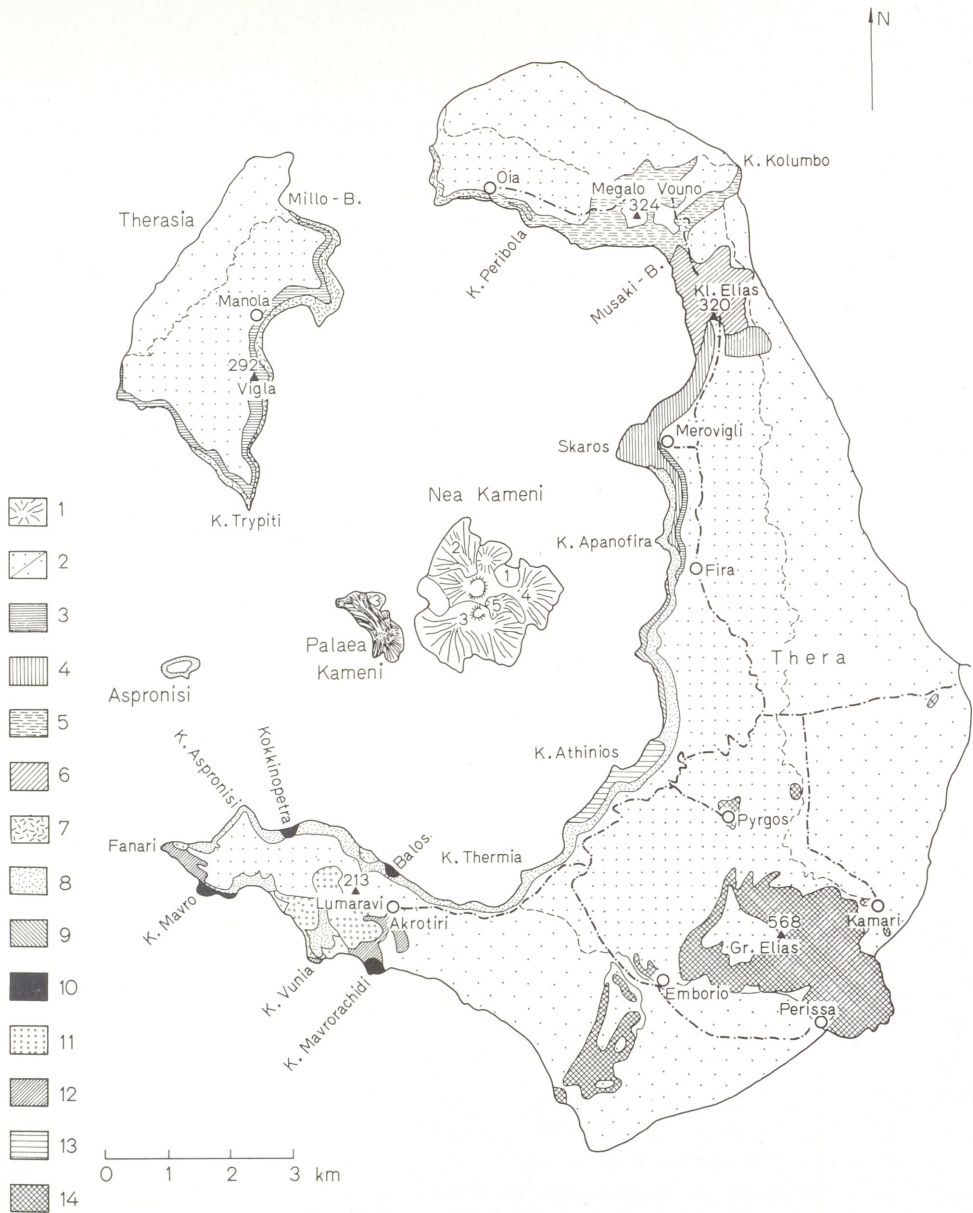 N
K. Kolumbo
Oia
Megalo Vouno
324
Millo - B.
Therasia
K. Peribola
Musaki - B.
Kl. Elias
320
Manola
292
Vigla
Skaros
Merovigli
K. Trypiti
Nea Kameni
K. Apanofira
Fira
2
1
4
5
3
3
Palaea
Kameni
Thera
Aspronisi
K. Athinios
K. Aspronisi
Kokkinopetra
Pyrgos
Fanari
Balos
K. Thermia
213
Lumaravi
Akrotiri
K. Mavro
568
Gr. Elias
Kamari
K. Vunia
K. Mavrorachidi
Emborio
Perissa
1
2
3
4
5
6
7
8
9
10
11
12
13
14
0 1 2 3 km